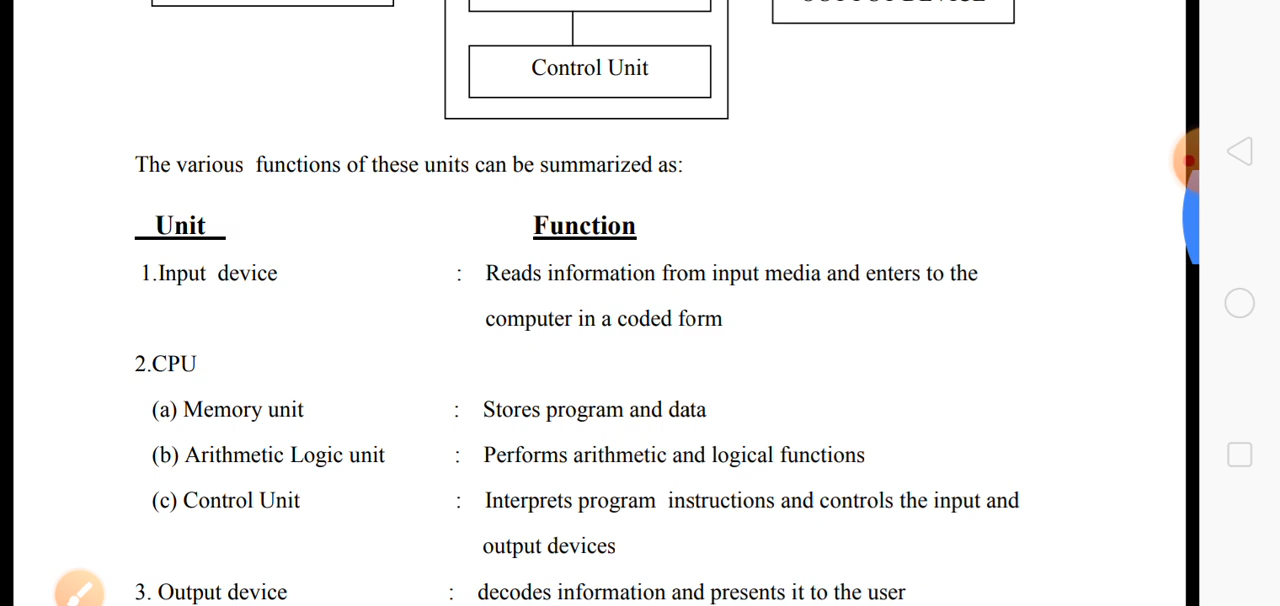 Control Unit
The various functions of these units can be summarized as:
Unit Function
1.Input device : Reads information from input media and enters to the
computer in a coded form
2.CPU
(a) Memory unit : Stores program and data
(b) Arithmetic Logic unit : Performs arithmetic and logical functions
(c) Control Unit : Interprets program instructions and controls the input and
output devices
3. Output device : decodes information and presents it to the user